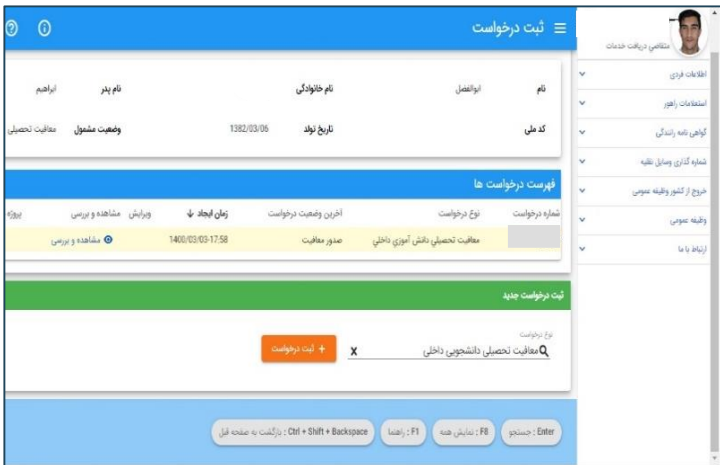 ثبت درخواست
متقاضی دریافت خدمات
اطلاعات فردی
استعلامات راهور
گواهی نامه رانندگی
شماره گذاری وسایل نقلیه
خروج از کشور وظیفه عمومی
وظیفه عمومی
ارتباط با ما
نام ابوالفضل نام خانوادگی نام پدر ابراهیم
کد ملی تاریخ تولد 1382/03/06 وضعیت مشمول معافیت تحصیلی
فهرست درخواست ها
شماره درخواست نوع درخواست آخرین وضعیت درخواست زمان ایجاد ویرایش مشاهده و بررسی پروژه
معافیت تحصیلی دانش آموزی داخلی صدور معافیت 1400/03/03-17:58 مشاهده و بررسی
ثبت درخواست جدید
نوع درخواست
معافیت تحصیلی دانشجویی داخلی X + ثبت درخواست
Enter : جستجو F8 : نمایش همه F1 : راهنما Ctrl + Shift + Backspace : بازگشت به صفحه قبل